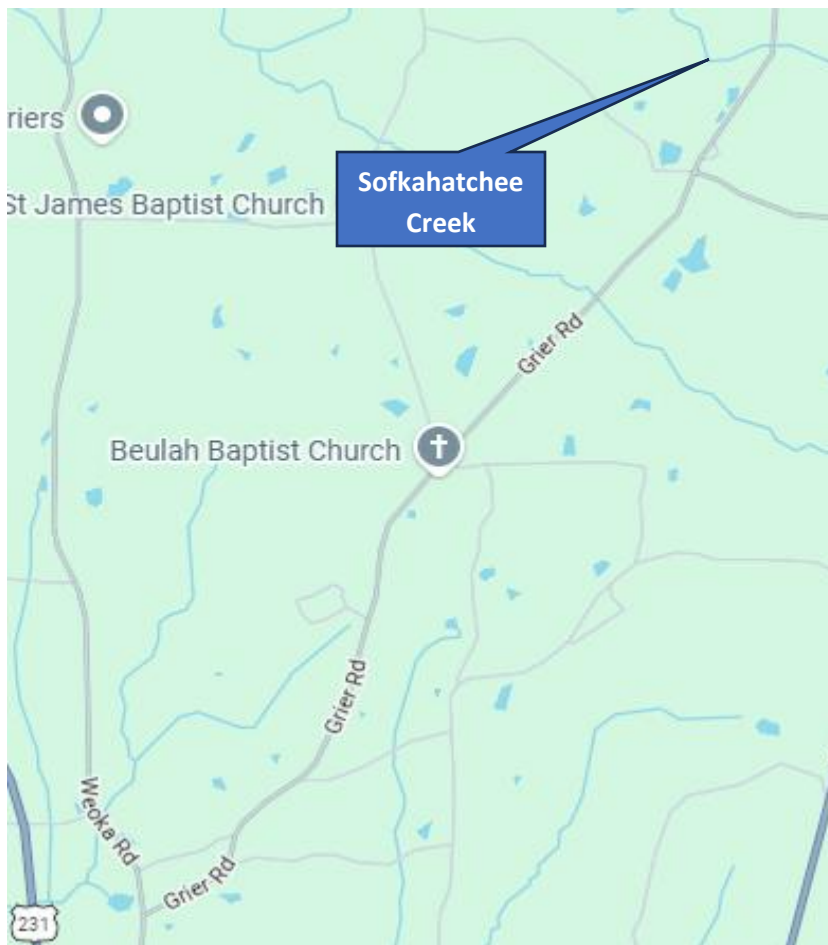 riers
Sofkahatchee
Creek
St James Baptist Church
Grier Rd
Beulah Baptist Church
Grier Rd
Weoka Rd
Grier Rd
231